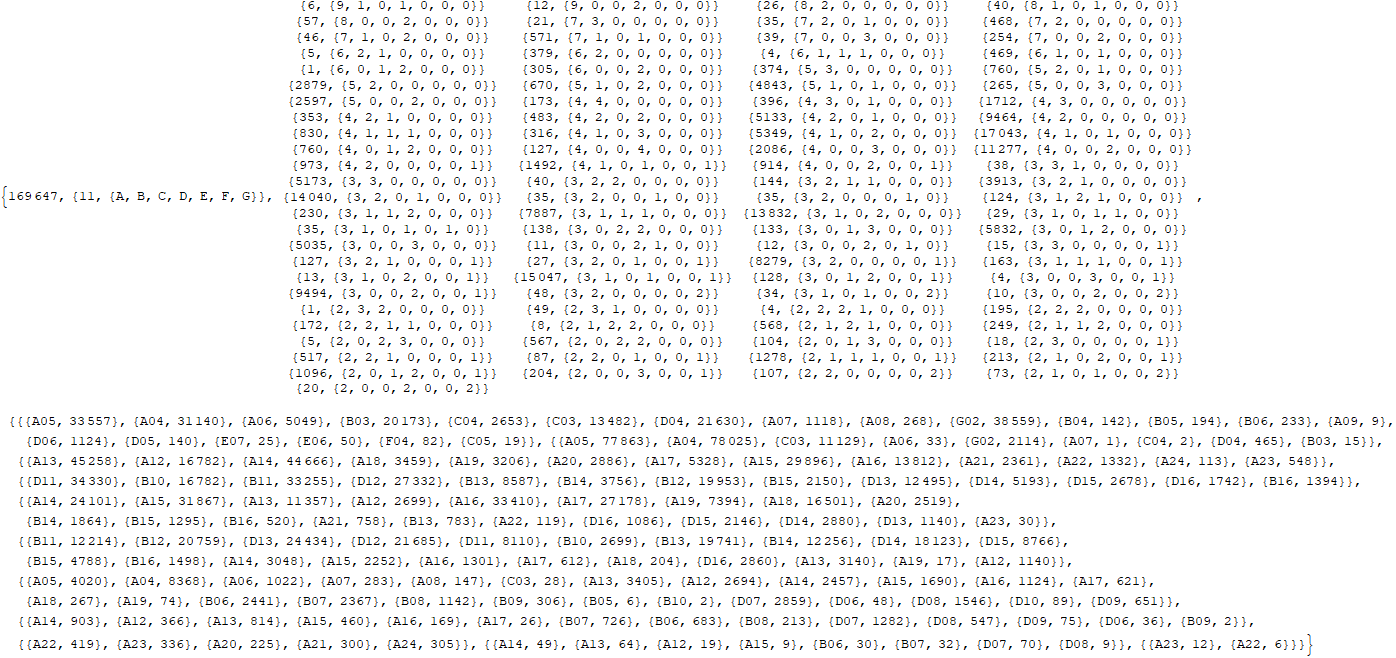 {6, {9, 1, 0, 1, 0, 0, 0}} {12, {9, 0, 0, 2, 0, 0, 0}} {26, {8, 2, 0, 0, 0, 0, 0}} {40, {8, 1, 0, 1, 0, 0, 0}}
{57, {8, 0, 0, 2, 0, 0, 0}} {21, {7, 3, 0, 0, 0, 0, 0}} {35, {7, 2, 0, 1, 0, 0, 0}} {468, {7, 2, 0, 0, 0, 0, 0}}
{46, {7, 1, 0, 2, 0, 0, 0}} {571, {7, 1, 0, 1, 0, 0, 0}} {39, {7, 0, 0, 3, 0, 0, 0}} {254, {7, 0, 0, 2, 0, 0, 0}}
{5, {6, 2, 1, 0, 0, 0, 0}} {379, {6, 2, 0, 0, 0, 0, 0}} {4, {6, 1, 1, 1, 0, 0, 0}} {469, {6, 1, 0, 1, 0, 0, 0}}
{1, {6, 0, 1, 2, 0, 0, 0}} {305, {6, 0, 0, 2, 0, 0, 0}} {374, {5, 3, 0, 0, 0, 0, 0}} {760, {5, 2, 0, 1, 0, 0, 0}}
{2879, {5, 2, 0, 0, 0, 0, 0}} {670, {5, 1, 0, 2, 0, 0, 0}} {4843, {5, 1, 0, 1, 0, 0, 0}} {265, {5, 0, 0, 3, 0, 0, 0}}
{2597, {5, 0, 0, 2, 0, 0, 0}} {173, {4, 4, 0, 0, 0, 0, 0}} {396, {4, 3, 0, 1, 0, 0, 0}} {1712, {4, 3, 0, 0, 0, 0, 0}}
{353, {4, 2, 1, 0, 0, 0, 0}} {483, {4, 2, 0, 2, 0, 0, 0}} {5133, {4, 2, 0, 1, 0, 0, 0}} {9464, {4, 2, 0, 0, 0, 0, 0}}
{830, {4, 1, 1, 1, 0, 0, 0}} {316, {4, 1, 0, 3, 0, 0, 0}} {5349, {4, 1, 0, 2, 0, 0, 0}} {17043, {4, 1, 0, 1, 0, 0, 0}}
{760, {4, 0, 1, 2, 0, 0, 0}} {127, {4, 0, 0, 4, 0, 0, 0}} {2086, {4, 0, 0, 3, 0, 0, 0}} {11277, {4, 0, 0, 2, 0, 0, 0}}
{973, {4, 2, 0, 0, 0, 0, 1}} {1492, {4, 1, 0, 1, 0, 0, 1}} {914, {4, 0, 0, 2, 0, 0, 1}} {38, {3, 3, 1, 0, 0, 0, 0}}
{5173, {3, 3, 0, 0, 0, 0, 0}} {40, {3, 2, 2, 0, 0, 0, 0}} {144, {3, 2, 1, 1, 0, 0, 0}} {3913, {3, 2, 1, 0, 0, 0, 0}}
{169647, {11, {A, B, C, D, E, F, G}}, {14040, {3, 2, 0, 1, 0, 0, 0}} {35, {3, 2, 0, 0, 1, 0, 0}} {35, {3, 2, 0, 0, 0, 1, 0}} {124, {3, 1, 2, 1, 0, 0, 0}} ,
{230, {3, 1, 1, 2, 0, 0, 0}} {7887, {3, 1, 1, 1, 0, 0, 0}} {13832, {3, 1, 0, 2, 0, 0, 0}} {29, {3, 1, 0, 1, 1, 0, 0}}
{35, {3, 1, 0, 1, 0, 1, 0}} {138, {3, 0, 2, 2, 0, 0, 0}} {133, {3, 0, 1, 3, 0, 0, 0}} {5832, {3, 0, 1, 2, 0, 0, 0}}
{5035, {3, 0, 0, 3, 0, 0, 0}} {11, {3, 0, 0, 2, 1, 0, 0}} {12, {3, 0, 0, 2, 0, 1, 0}} {15, {3, 3, 0, 0, 0, 0, 1}}
{127, {3, 2, 1, 0, 0, 0, 1}} {27, {3, 2, 0, 1, 0, 0, 1}} {8279, {3, 2, 0, 0, 0, 0, 1}} {163, {3, 1, 1, 1, 0, 0, 1}}
{13, {3, 1, 0, 2, 0, 0, 1}} {15047, {3, 1, 0, 1, 0, 0, 1}} {128, {3, 0, 1, 2, 0, 0, 1}} {4, {3, 0, 0, 3, 0, 0, 1}}
{9494, {3, 0, 0, 2, 0, 0, 1}} {48, {3, 2, 0, 0, 0, 0, 2}} {34, {3, 1, 0, 1, 0, 0, 2}} {10, {3, 0, 0, 2, 0, 0, 2}}
{1, {2, 3, 2, 0, 0, 0, 0}} {49, {2, 3, 1, 0, 0, 0, 0}} {4, {2, 2, 2, 1, 0, 0, 0}} {195, {2, 2, 2, 0, 0, 0, 0}}
{172, {2, 2, 1, 1, 0, 0, 0}} {8, {2, 1, 2, 2, 0, 0, 0}} {568, {2, 1, 2, 1, 0, 0, 0}} {249, {2, 1, 1, 2, 0, 0, 0}}
{5, {2, 0, 2, 3, 0, 0, 0}} {567, {2, 0, 2, 2, 0, 0, 0}} {104, {2, 0, 1, 3, 0, 0, 0}} {18, {2, 3, 0, 0, 0, 0, 1}}
{517, {2, 2, 1, 0, 0, 0, 1}} {87, {2, 2, 0, 1, 0, 0, 1}} {1278, {2, 1, 1, 1, 0, 0, 1}} {213, {2, 1, 0, 2, 0, 0, 1}}
{1096, {2, 0, 1, 2, 0, 0, 1}} {204, {2, 0, 0, 3, 0, 0, 1}} {107, {2, 2, 0, 0, 0, 0, 2}} {73, {2, 1, 0, 1, 0, 0, 2}}
{20, {2, 0, 0, 2, 0, 0, 2}}
{{{A05, 33557}, {A04, 31140}, {A06, 5049}, {B03, 20173}, {C04, 2653}, {C03, 13482}, {D04, 21630}, {A07, 1118}, {A08, 268}, {G02, 38559}, {B04, 142}, {B05, 194}, {B06, 233}, {A09, 9},
{D06, 1124}, {D05, 140}, {E07, 25}, {E06, 50}, {F04, 82}, {C05, 19}}, {{A05, 77863}, {A04, 78025}, {C03, 11129}, {A06, 33}, {G02, 2114}, {A07, 1}, {C04, 2}, {D04, 465}, {B03, 15}},
{{A13, 45258}, {A12, 16782}, {A14, 44666}, {A18, 3459}, {A19, 3206}, {A20, 2886}, {A17, 5328}, {A15, 29896}, {A16, 13812}, {A21, 2361}, {A22, 1332}, {A24, 113}, {A23, 548}},
{{D11, 34330}, {B10, 16782}, {B11, 33255}, {D12, 27332}, {B13, 8587}, {B14, 3756}, {B12, 19953}, {B15, 2150}, {D13, 12495}, {D14, 5193}, {D15, 2678}, {D16, 1742}, {B16, 1394}},
{{A14, 24101}, {A15, 31867}, {A13, 11357}, {A12, 2699}, {A16, 33410}, {A17, 27178}, {A19, 7394}, {A18, 16501}, {A20, 2519},
{B14, 1864}, {B15, 1295}, {B16, 520}, {A21, 758}, {B13, 783}, {A22, 119}, {D16, 1086}, {D15, 2146}, {D14, 2880}, {D13, 1140}, {A23, 30}},
{{B11, 12214}, {B12, 20759}, {D13, 24434}, {D12, 21685}, {D11, 8110}, {B10, 2699}, {B13, 19741}, {B14, 12256}, {D14, 18123}, {D15, 8766},
{B15, 4788}, {B16, 1498}, {A14, 3048}, {A15, 2252}, {A16, 1301}, {A17, 612}, {A18, 204}, {D16, 2860}, {A13, 3140}, {A19, 17}, {A12, 1140}},
{{A05, 4020}, {A04, 8368}, {A06, 1022}, {A07, 283}, {A08, 147}, {C03, 28}, {A13, 3405}, {A12, 2694}, {A14, 2457}, {A15, 1690}, {A16, 1124}, {A17, 621},
{A18, 267}, {A19, 74}, {B06, 2441}, {B07, 2367}, {B08, 1142}, {B09, 306}, {B05, 6}, {B10, 2}, {D07, 2859}, {D06, 48}, {D08, 1546}, {D10, 89}, {D09, 651}},
{{A14, 903}, {A12, 366}, {A13, 814}, {A15, 460}, {A16, 169}, {A17, 26}, {B07, 726}, {B06, 683}, {B08, 213}, {D07, 1282}, {D08, 547}, {D09, 75}, {D06, 36}, {B09, 2}},
{{A22, 419}, {A23, 336}, {A20, 225}, {A21, 300}, {A24, 305}}, {{A14, 49}, {A13, 64}, {A12, 19}, {A15, 9}, {B06, 30}, {B07, 32}, {D07, 70}, {D08, 9}}, {{A23, 12}, {A22, 6}}}}